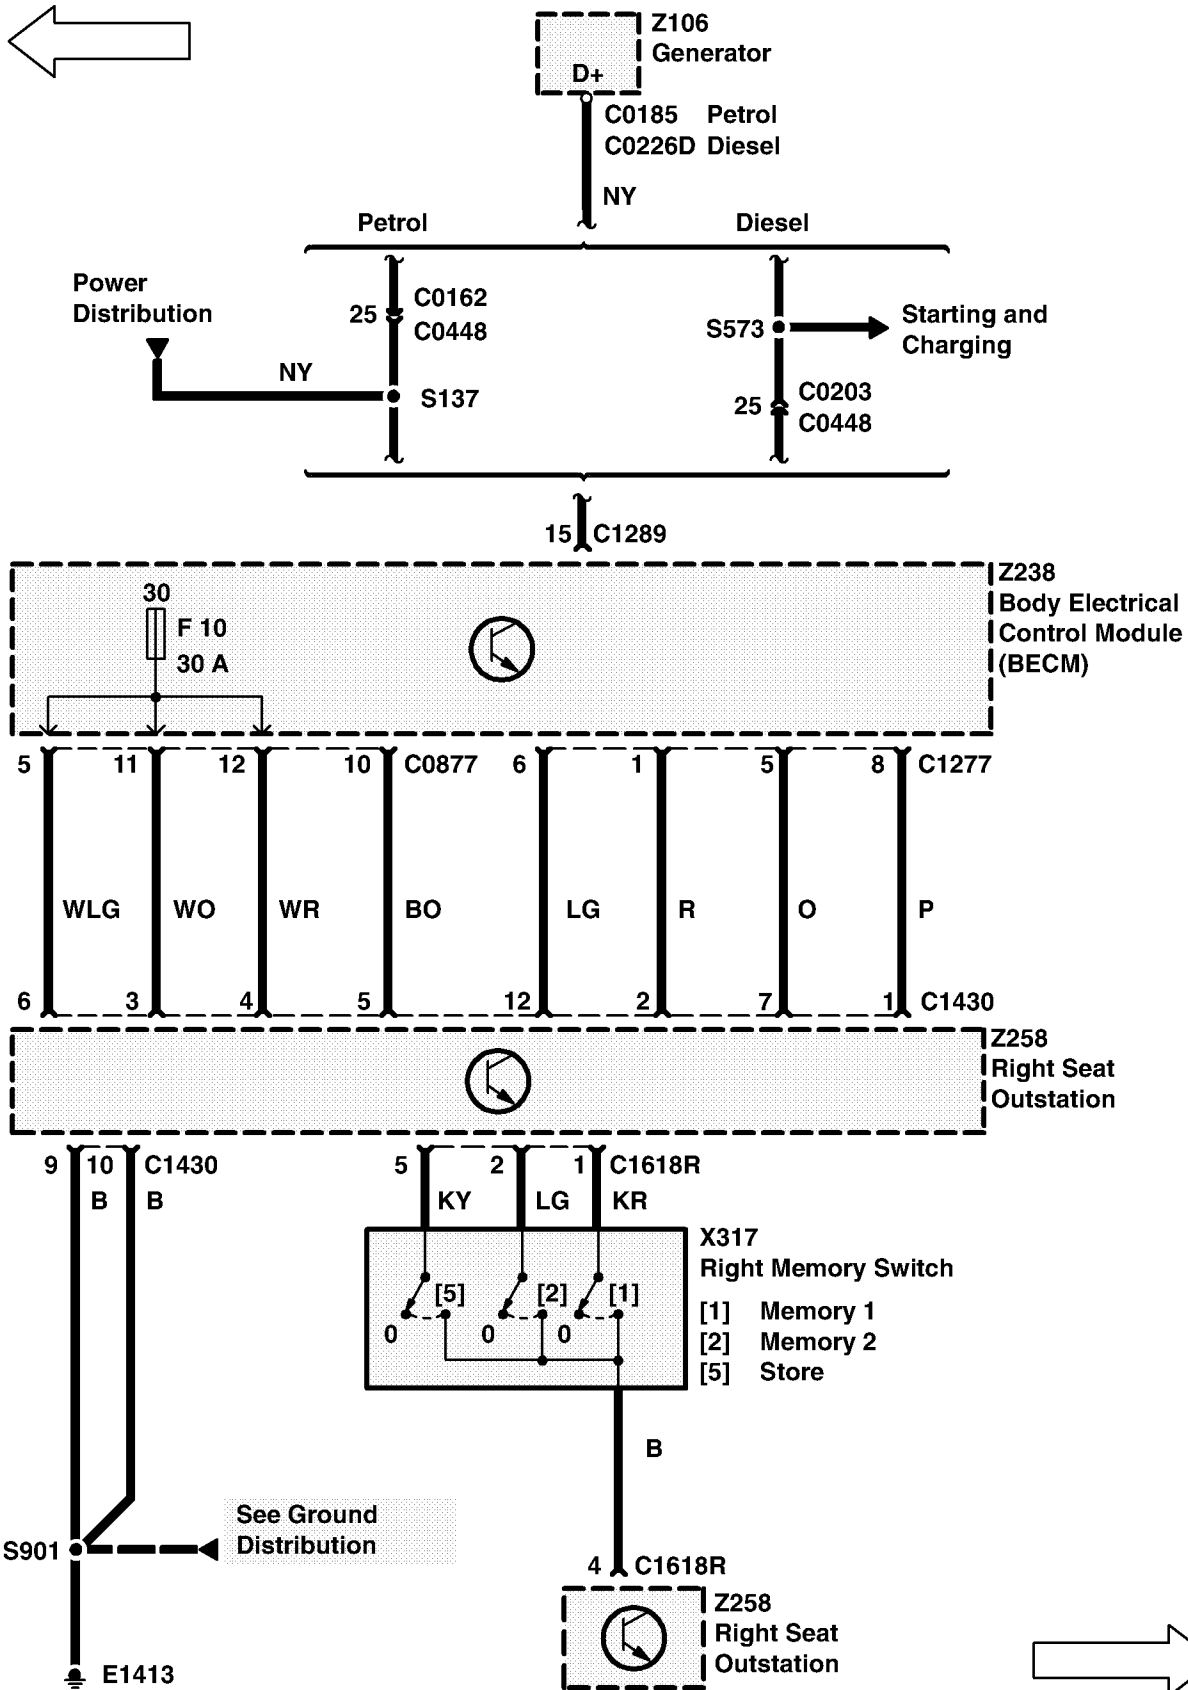 Z106
Generator
D+
C0185 Petrol
C0226D Diesel
NY
Petrol
Diesel
Power
Distribution
25
C0162
C0448
NY
S137
S573
Starting and
Charging
25
C0203
C0448
15
C1289
Z238
Body Electrical
Control Module
(BECM)
30
F 10
30 A
5
11
12
10
C0877
6
1
5
8
C1277
WLG
WO
WR
BO
LG
R
O
P
6
3
4
5
12
2
7
1
C1430
Z258
Right Seat
Outstation
9
10
C1430
5
2
1
C1618R
B
B
KY
LG
KR
X317
Right Memory Switch
[5]
[2]
[1]
0
0
0
[1] Memory 1
[2] Memory 2
[5] Store
B
See Ground
Distribution
S901
4
C1618R
Z258
Right Seat
Outstation
E1413